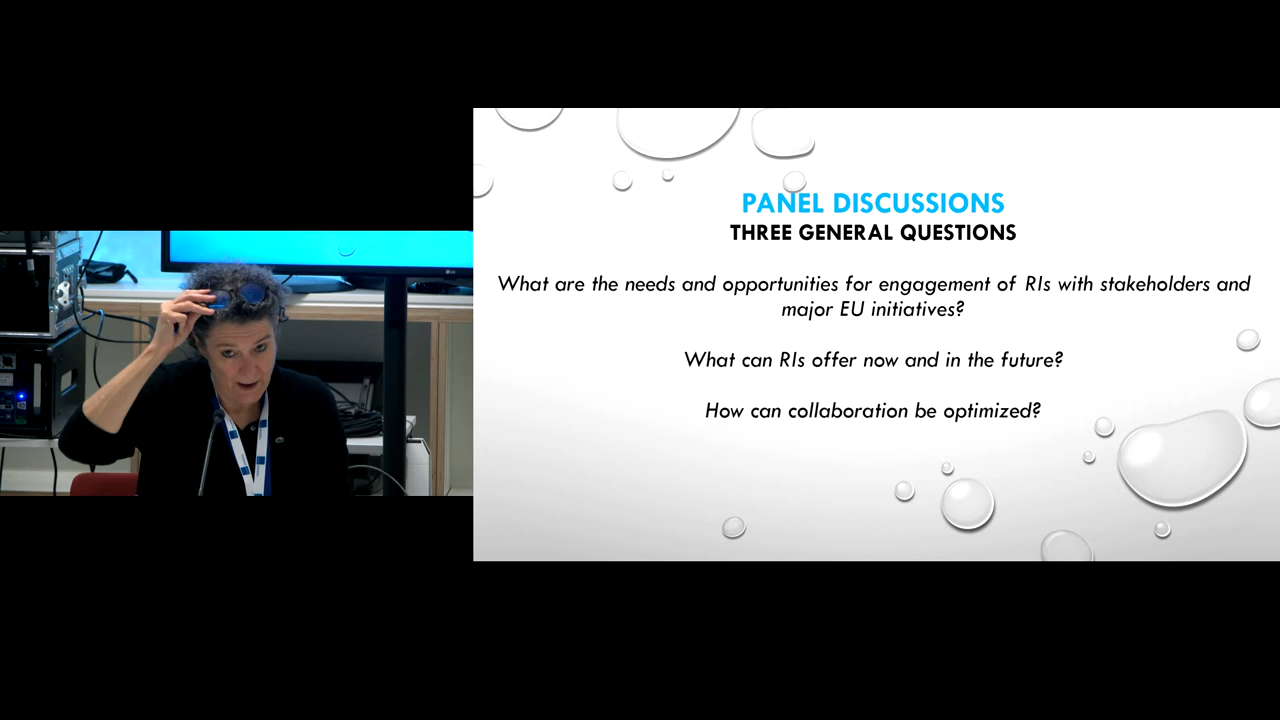 PANEL DISCUSSIONS
THREE GENERAL QUESTIONS
What are the needs and opportunities for engagement of RIs with stakeholders and
major EU initiatives?
What can RIs offer now and in the future?
How can collaboration be optimized?
LG